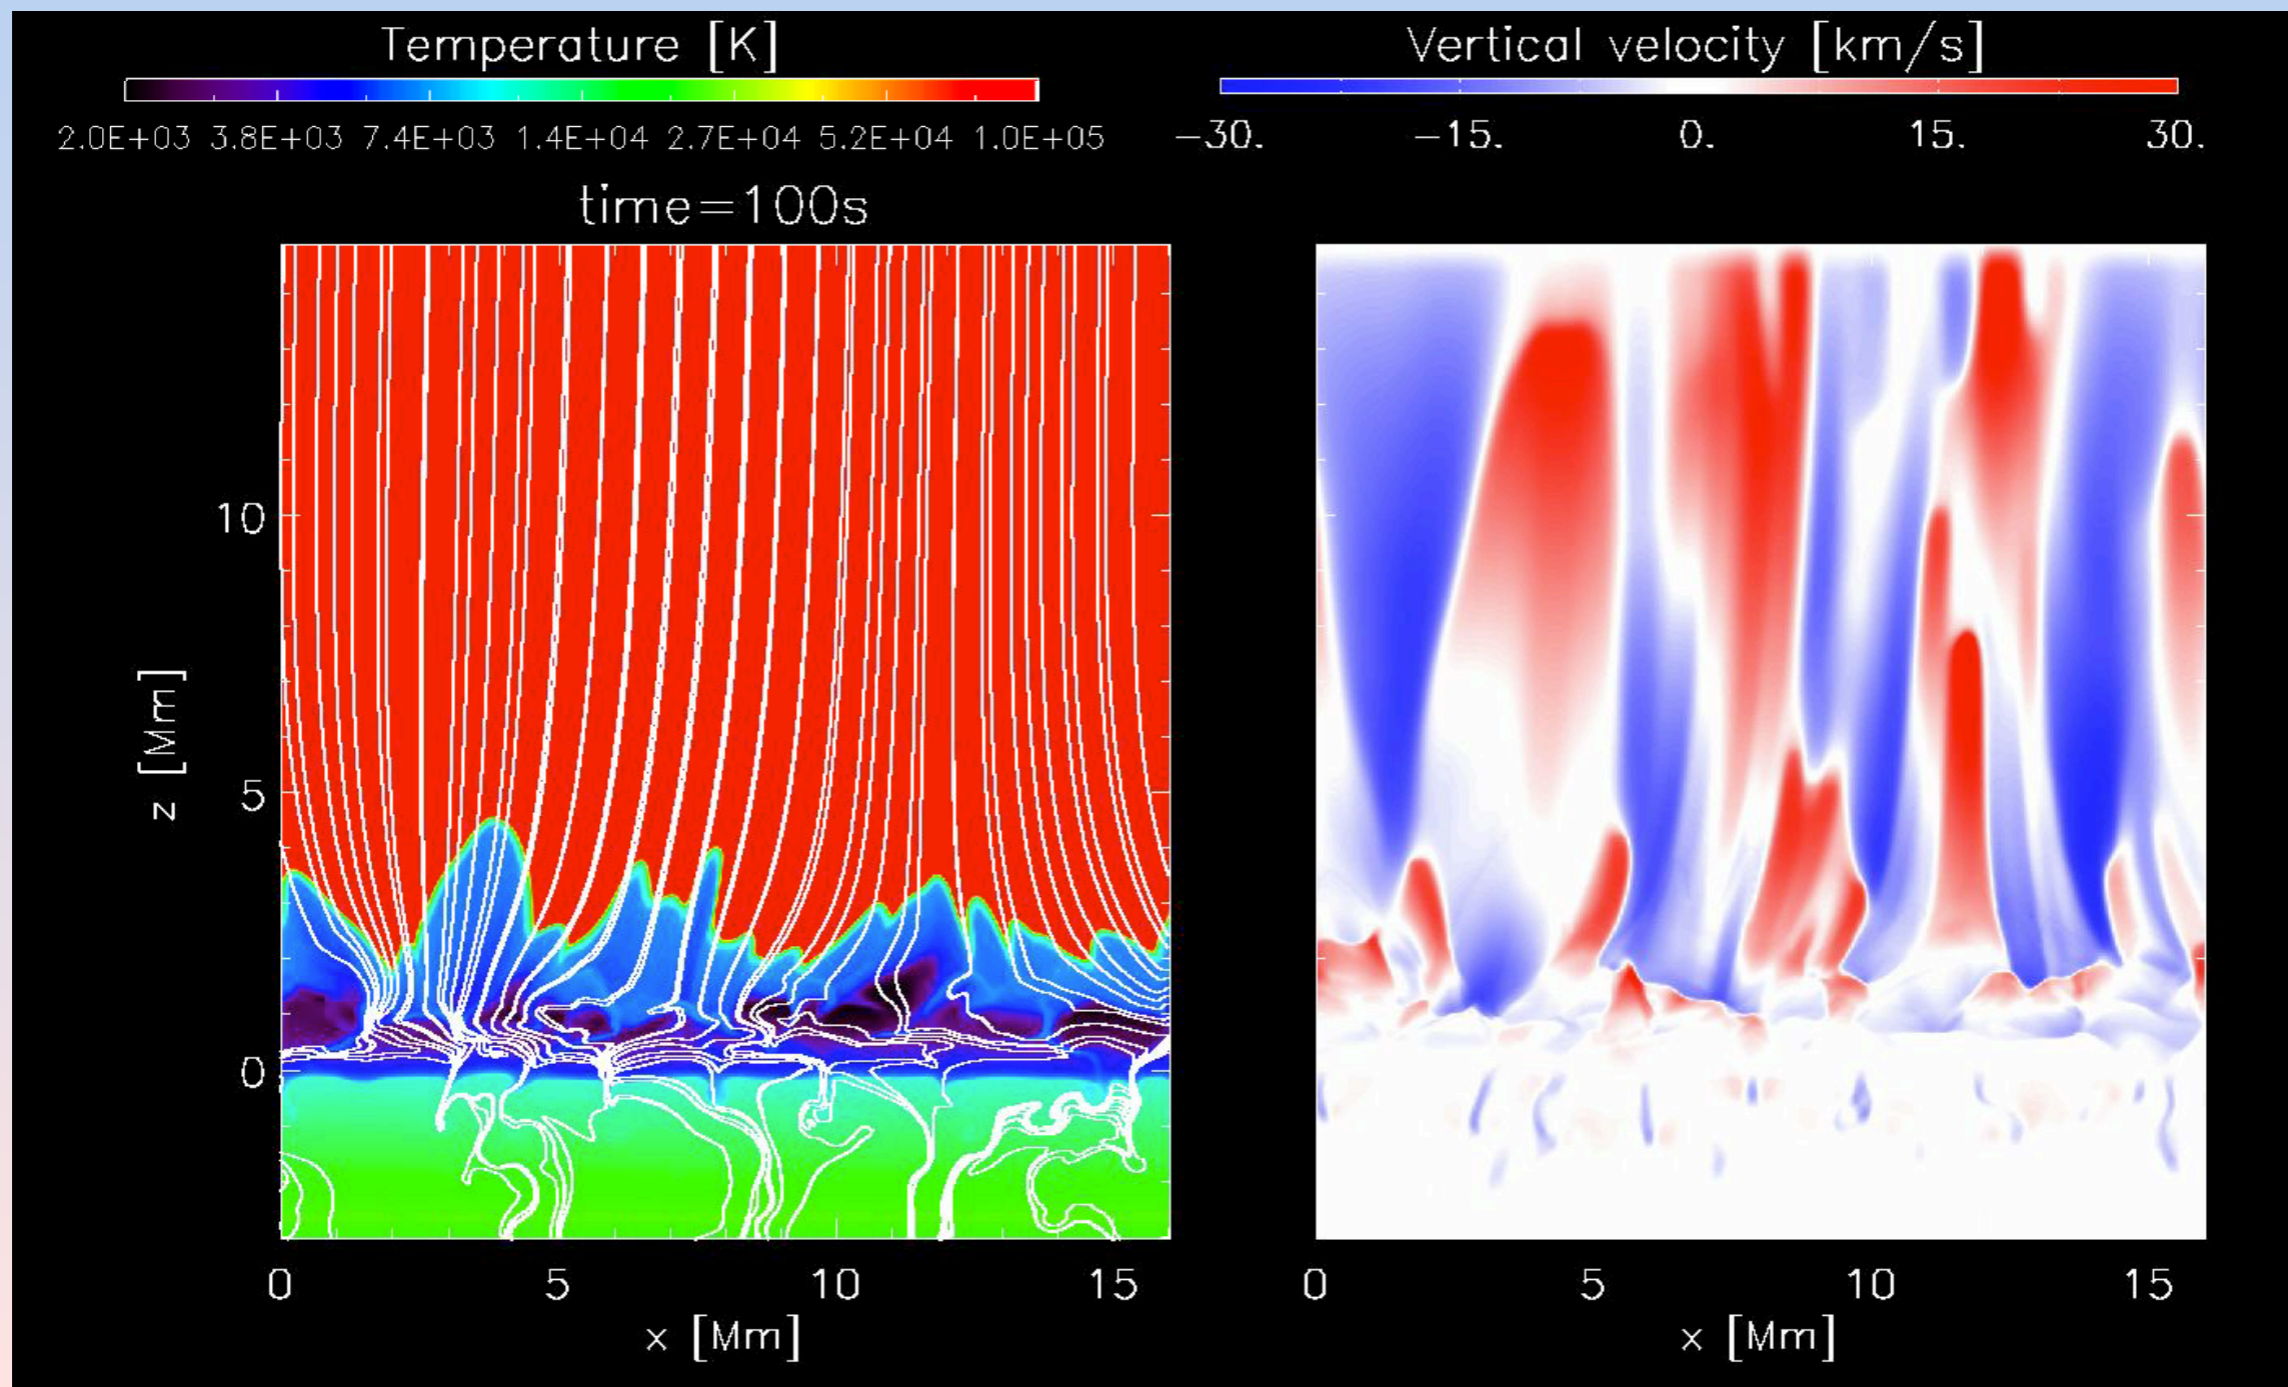 Temperature [K]
2.0E+03 3.8E+03 7.4E+03 1.4E+04 2.7E+04 5.2E+04 1.0E+05
Vertical velocity [km/s]
−30. −15. 0. 15. 30.
time=100s
10
5
0
z [Mm]
0 5 10 15
x [Mm]
0 5 10 15
x [Mm]